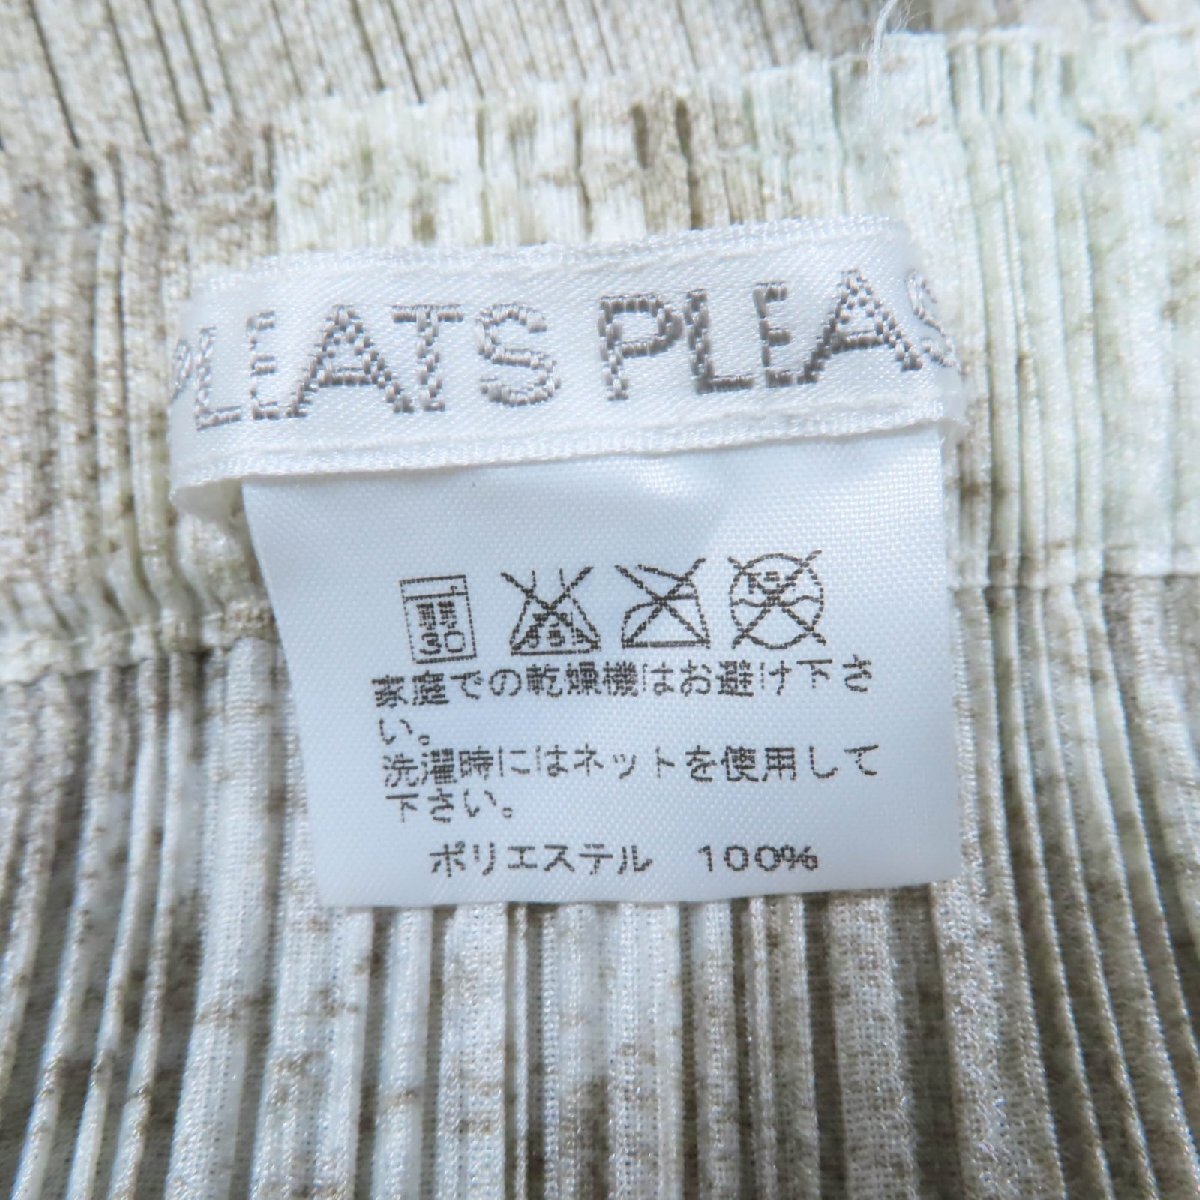 PLEATS PLEAS
30
家庭での乾燥機はお避け下さ
い。
洗濯時にはネットを使用して
下さい。
ポリエステル 100%